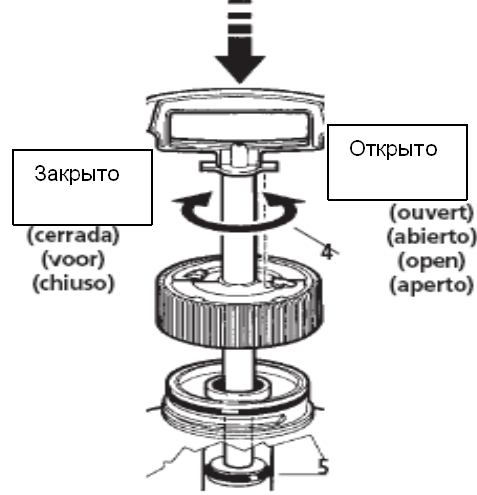 Закрыто
(cerrada)
(voor)
(chiuso)
Открыто
(ouvert)
(abierto)
(open)
(aperto)
4
5